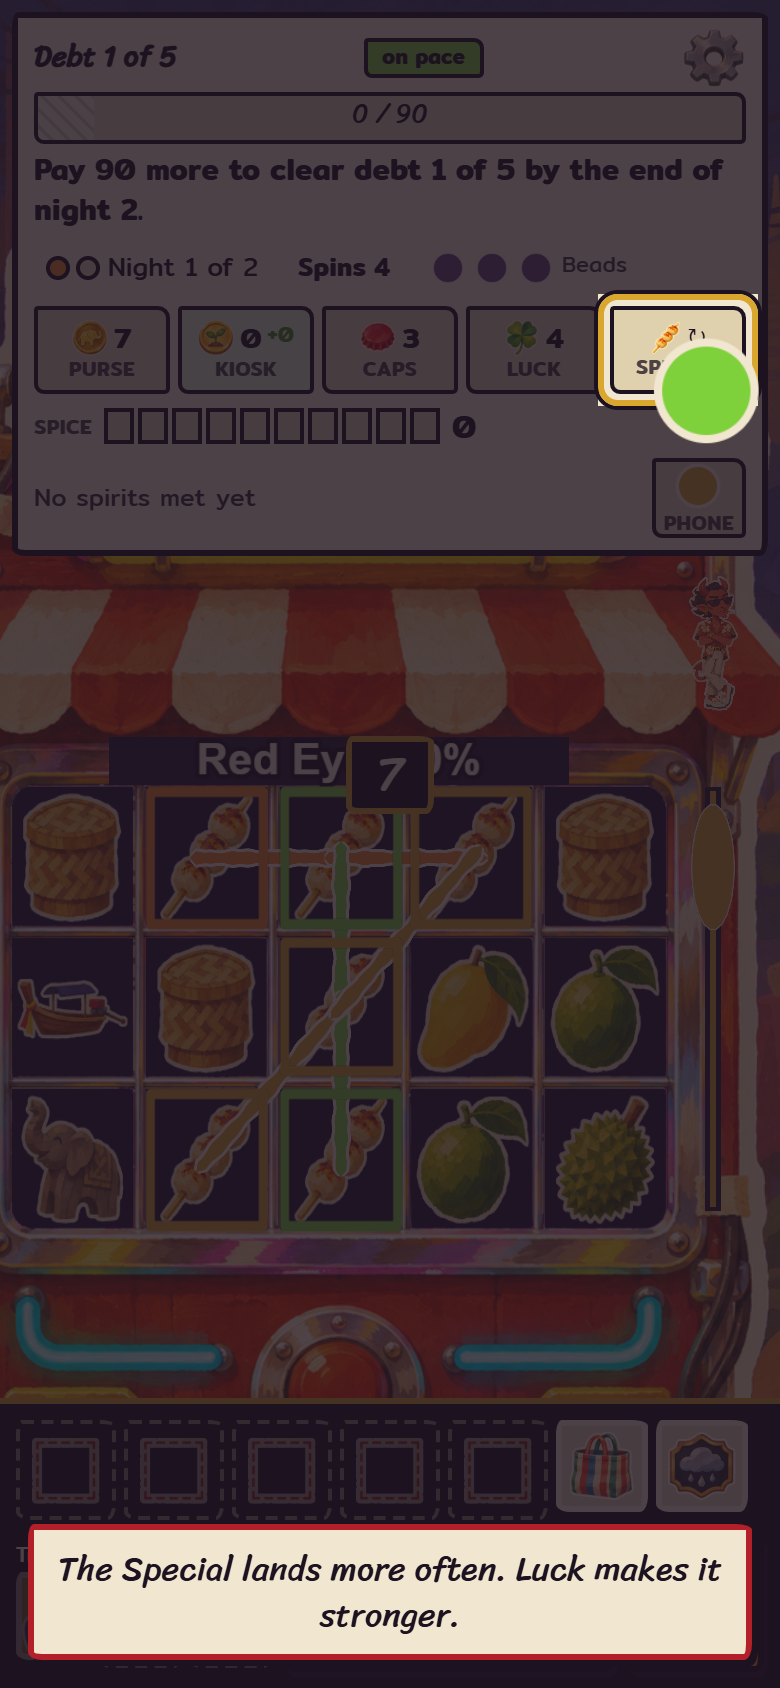 Debt 1 of 5
on pace
0 / 90
Pay 90 more to clear debt 1 of 5 by the end of
night 2.
Night 1 of 2 Spins 4 Beads
7 0 +0 3 4
PURSE KIOSK CAPS LUCK
SPICE 0
No spirits met yet
PHONE
Red
7
%
The Special lands more often. Luck makes it
stronger.